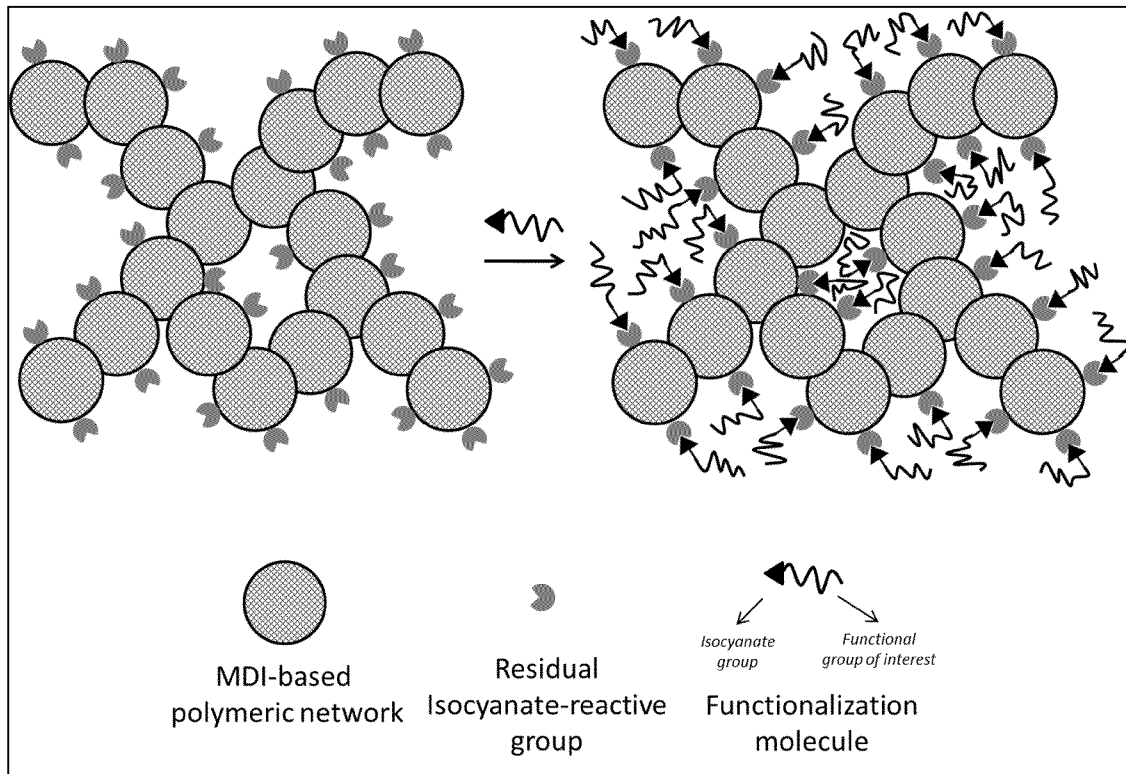 Isocyanate
group
Functional
group of interest
MDI-based
polymeric network
Residual
Isocyanate-reactive
group
Functionalization
molecule